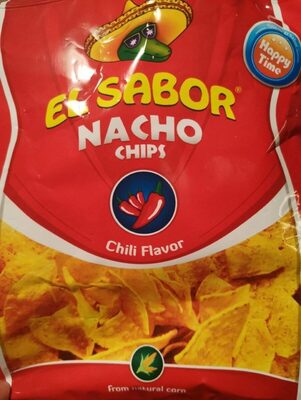 Happy
Time
EL SABOR®
NACHO
CHIPS
Chili Flavor
From natural corn